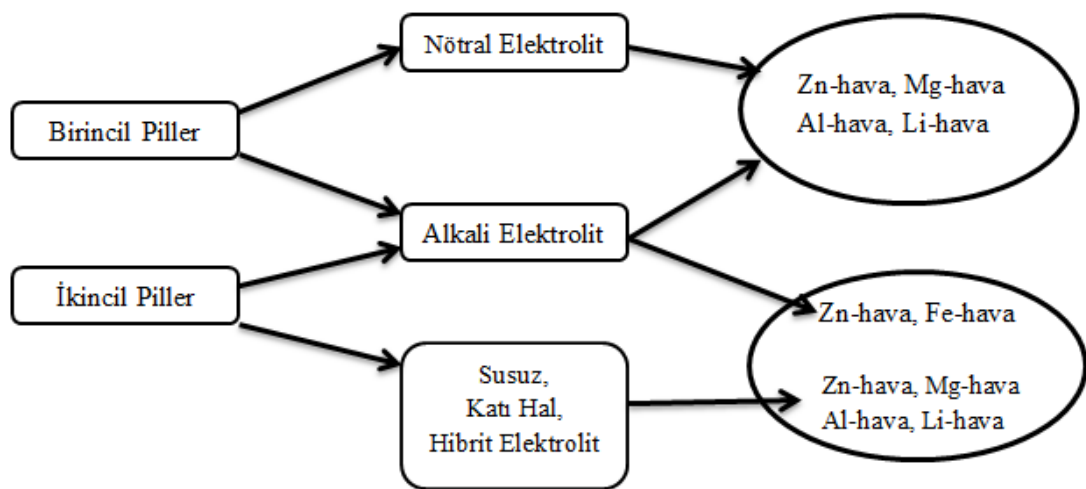 Nötral Elektrolit
Zn-hava, Mg-hava
Al-hava, Li-hava
Birincil Piller
Alkali Elektrolit
İkincil Piller
Zn-hava, Fe-hava
Susuz,
Katı Hal,
Hibrit Elektrolit
Zn-hava, Mg-hava
Al-hava, Li-hava